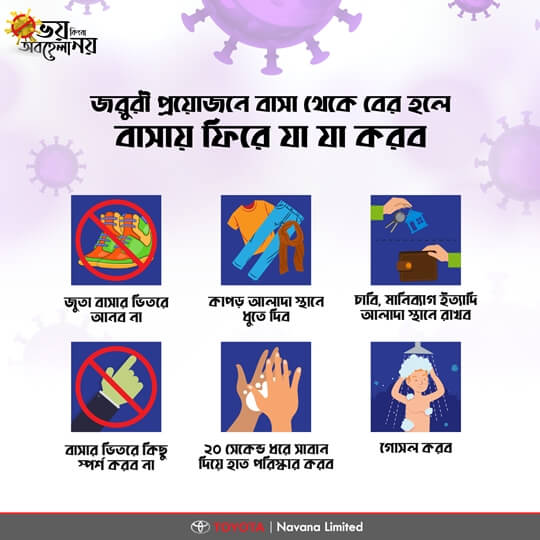 ভয় কিংবা
অবহেলা নয়
জরুরী প্রয়োজনে বাসা থেকে বের হলে
বাসায় ফিরে যা যা করব
জুতা বাসার ভিতরে
আনব না
কাপড় আলাদা স্থানে
ধুতে দিব
চাবি, মানিব্যাগ ইত্যাদি
আলাদা স্থানে রাখব
বাসার ভিতরে কিছু
স্পর্শ করব না
২০ সেকেন্ড ধরে সাবান
দিয়ে হাত পরিস্কার করব
গোসল করব
TOYOTA | Navana Limited